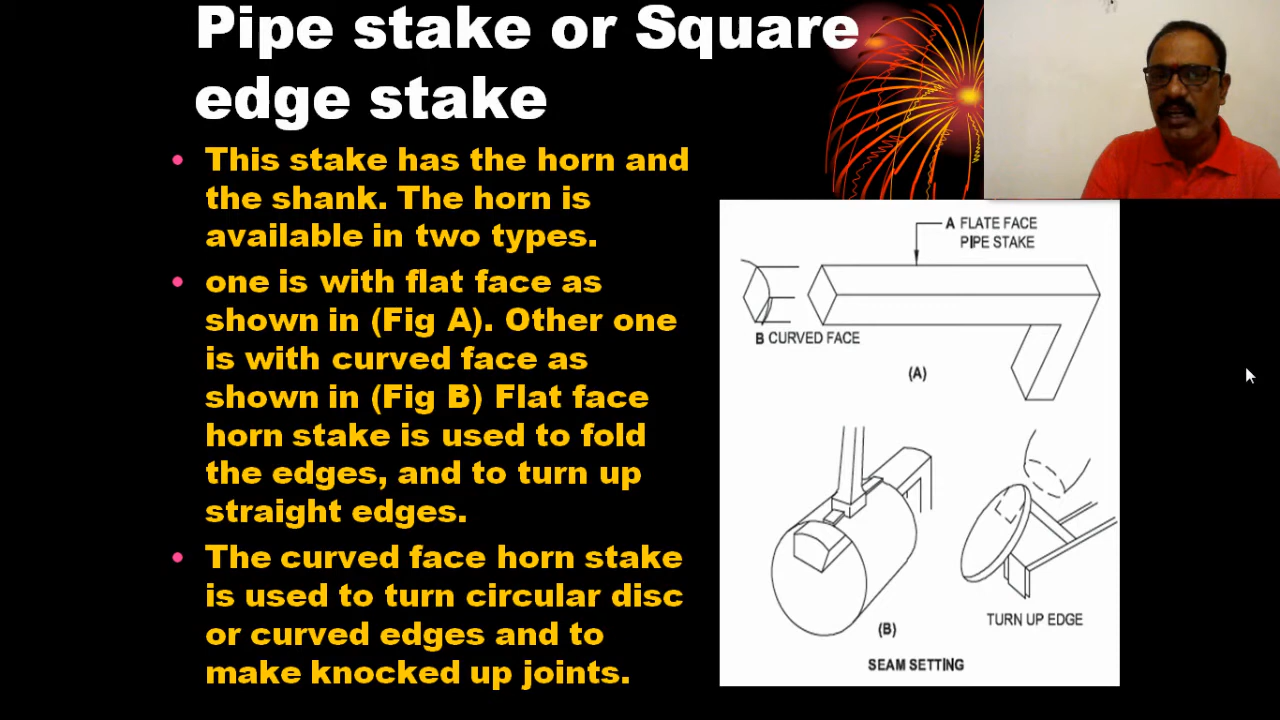 Pipe stake or Square
edge stake
• This stake has the horn and
the shank. The horn is
available in two types.
• one is with flat face as
shown in (Fig A). Other one
is with curved face as
shown in (Fig B) Flat face
horn stake is used to fold
the edges, and to turn up
straight edges.
• The curved face horn stake
is used to turn circular disc
or curved edges and to
make knocked up joints.
A FLATE FACE
PIPE STAKE
B CURVED FACE
(A)
(B)
TURN UP EDGE
SEAM SETTING